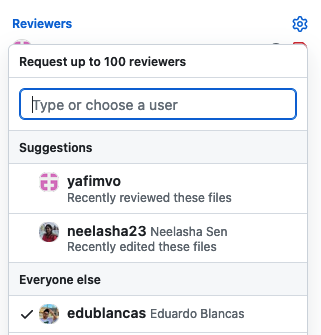 Reviewers
Request up to 100 reviewers
Type or choose a user
Suggestions
yafimvo
Recently reviewed these files
neelasha23 Neelasha Sen
Recently edited these files
Everyone else
edublancas Eduardo Blancas